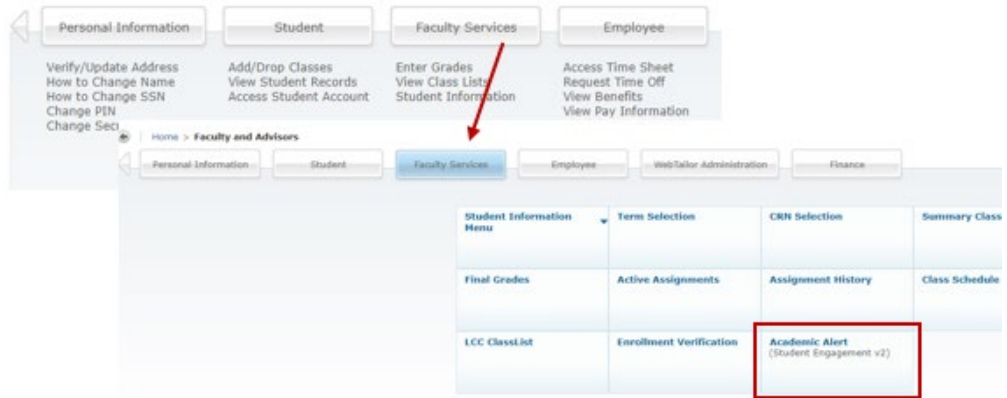 Personal Information Student Faculty Services Employee
Verify/Update Address Add/Drop Classes Enter Grades Access Time Sheet
How to Change Name View Student Records View Class Lists Request Time Off
How to Change SSN Access Student Account Student Information View Benefits
Change PIN View Pay Information
Change Secu
Home > Faculty and Advisors
Personal Information Student Faculty Services Employee WebTailor Administration Finance
Student Information Term Selection CRN Selection Summary Class
Menu
Final Grades Active Assignments Assignment History Class Schedule
LCC ClassList Enrollment Verification Academic Alert
(Student Engagement v2)